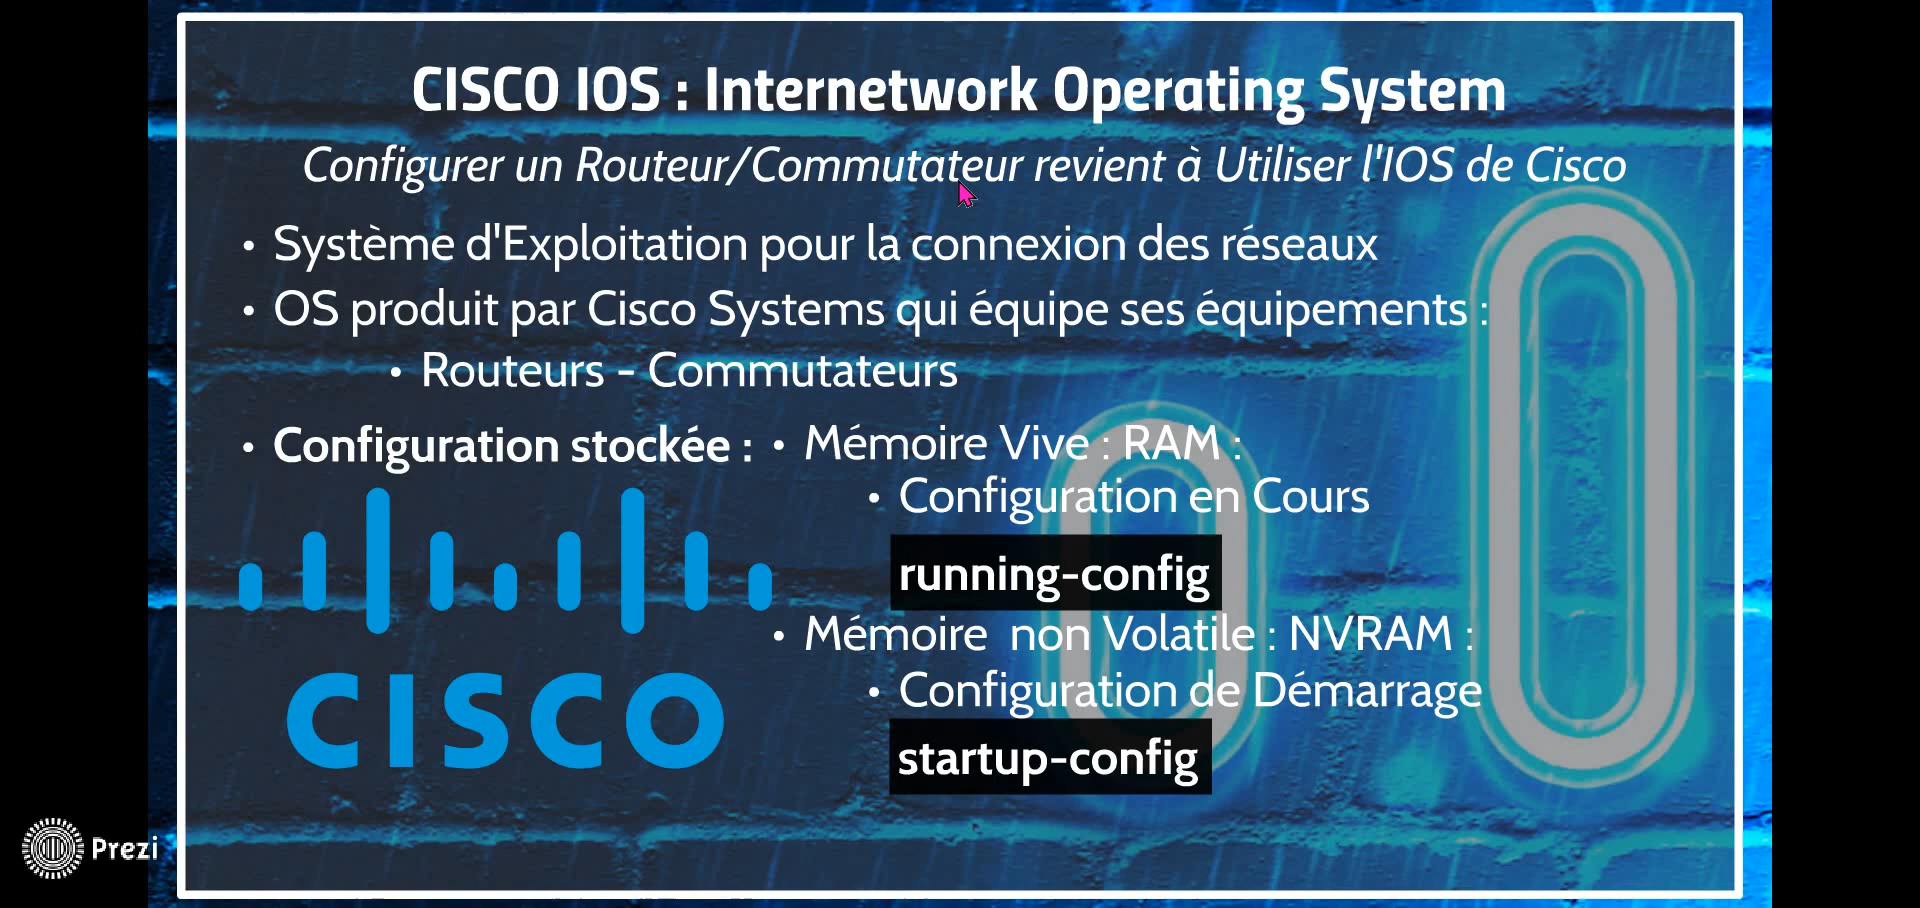 CISCO IOS : Internetwork Operating System
Configurer un Routeur/Commutateur revient à Utiliser l'IOS de Cisco
• Système d'Exploitation pour la connexion des réseaux
• OS produit par Cisco Systems qui équipe ses équipements :
• Routeurs - Commutateurs
• Configuration stockée :
• Mémoire Vive : RAM :
• Configuration en Cours
running-config
• Mémoire non Volatile : NVRAM :
• Configuration de Démarrage
startup-config
CISCO
Prezi